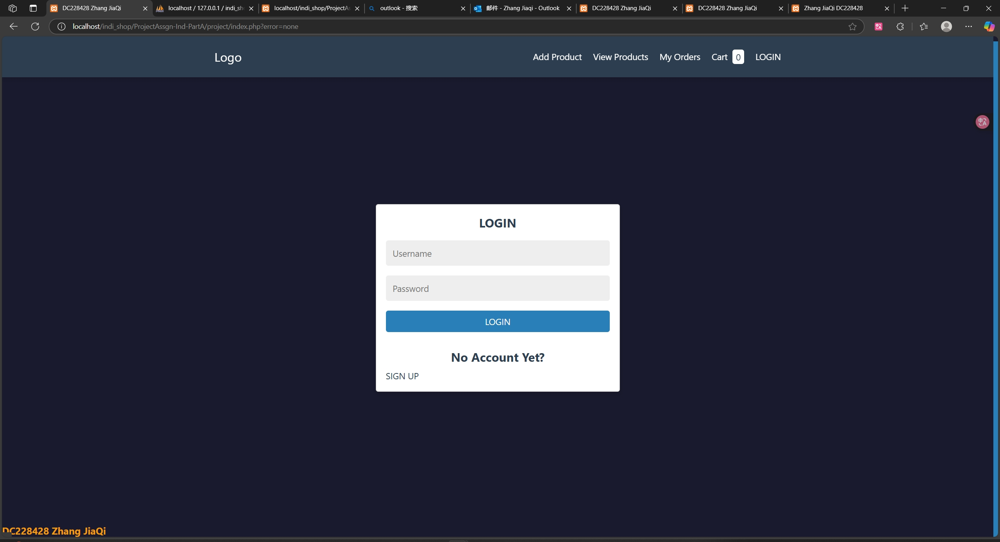 DC228428 Zhang JiaQi
localhost / 127.0.0.1 / indi_sh
localhost/indi_shop/ProjectAs
outlook - 搜索
邮件 - Zhang Jiaqi - Outlook
DC228428 Zhang JiaQi
DC228428 Zhang JiaQi
Zhang JiaQi DC228428
localhost/indi_shop/ProjectAssgn-Ind-PartA/project/index.php?error=none
Logo
Add Product
View Products
My Orders
Cart 0
LOGIN
LOGIN
Username
Password
LOGIN
No Account Yet?
SIGN UP
DC228428 Zhang JiaQi